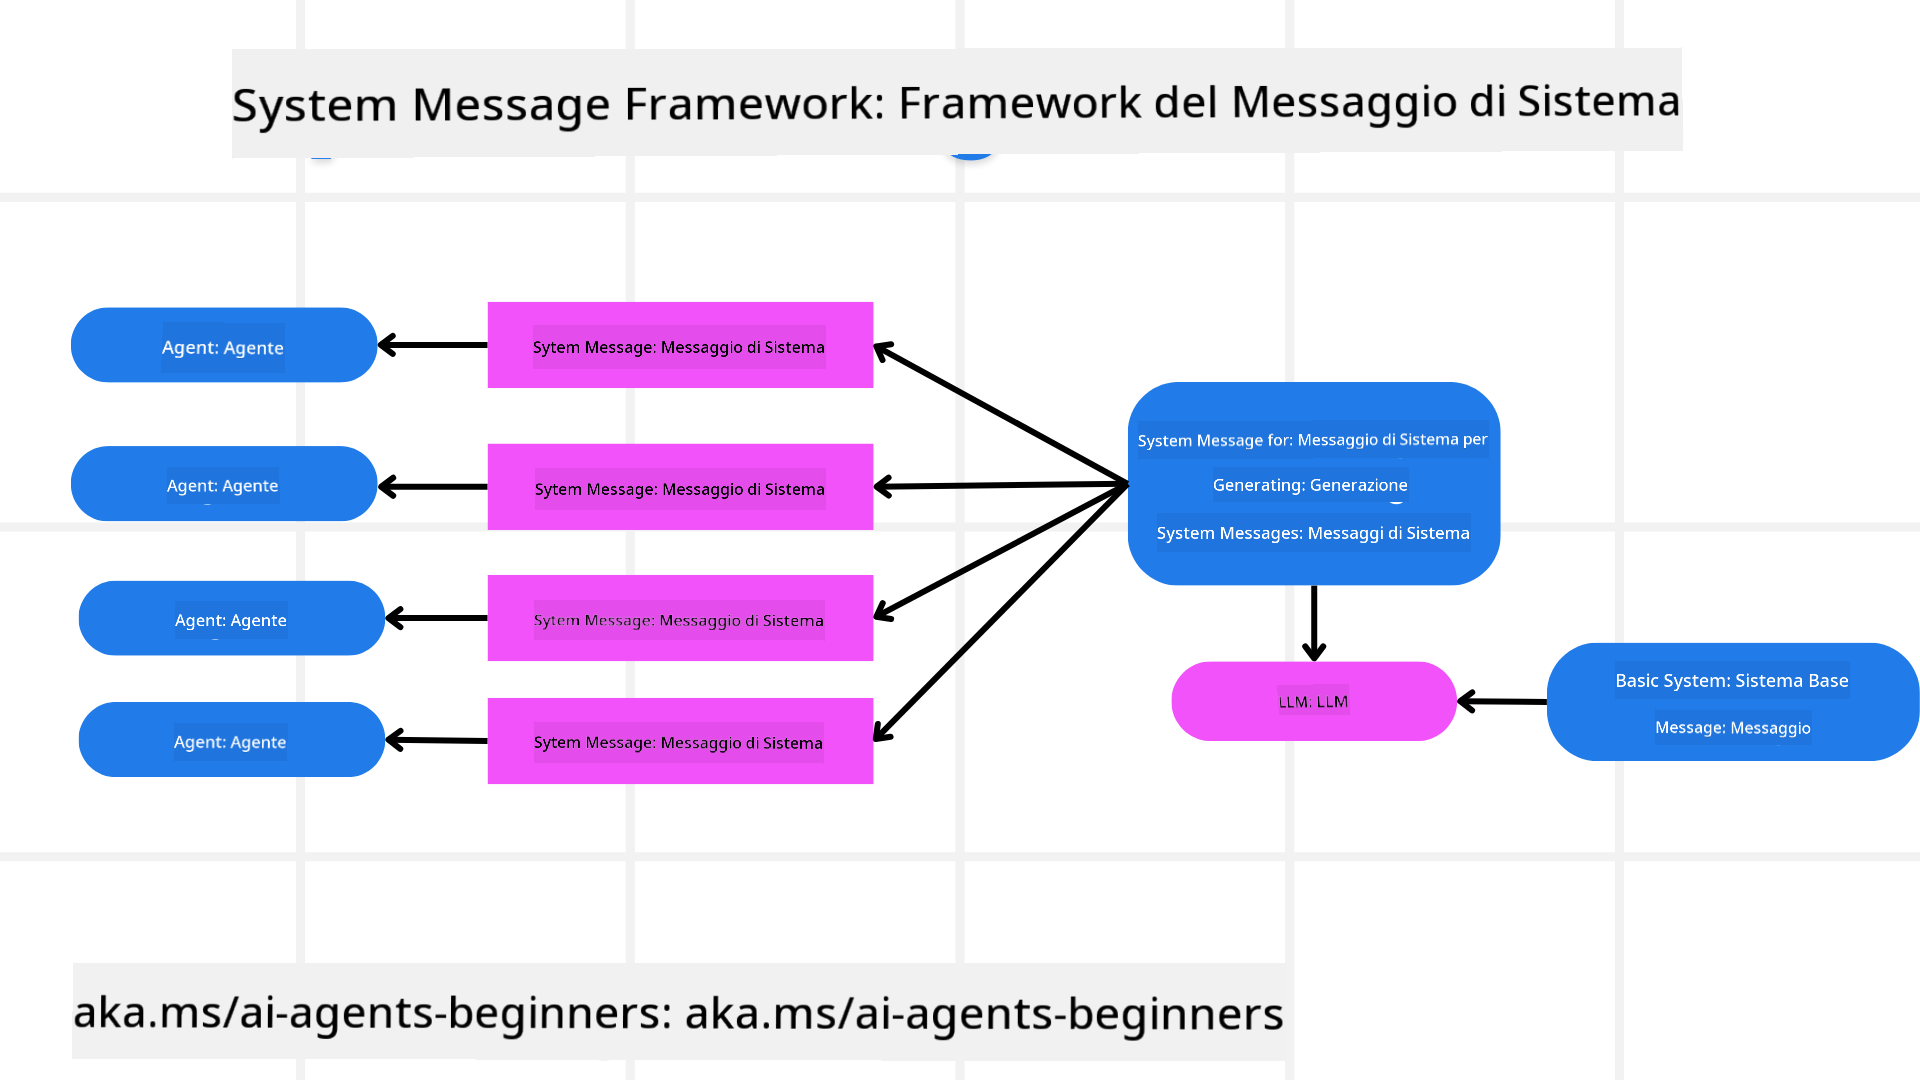 System Message Framework: Framework del Messaggio di Sistema
Agent: Agente
Sytem Message: Messaggio di Sistema
Agent: Agente
Sytem Message: Messaggio di Sistema
Agent: Agente
Sytem Message: Messaggio di Sistema
Agent: Agente
Sytem Message: Messaggio di Sistema
System Message for: Messaggio di Sistema per
Generating: Generazione
System Messages: Messaggi di Sistema
LLM: LLM
Basic System: Sistema Base
Message: Messaggio
aka.ms/ai-agents-beginners: aka.ms/ai-agents-beginners